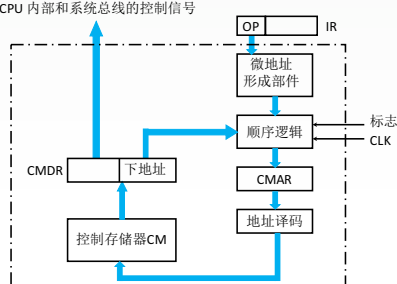 CPU 内部和系统总线的控制信号
OP
IR
微地址
形成部件
顺序逻辑
标志
CLK
CMDR
下地址
CMAR
地址译码
控制存储器CM